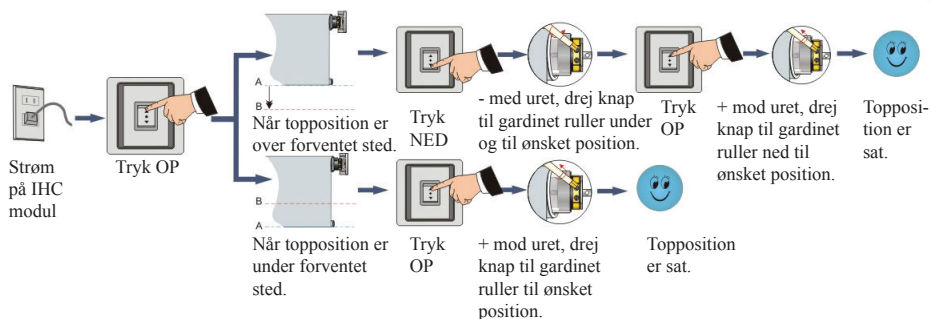 Strøm
på IHC
modul
Tryk OP
A
B
Når topposition er
over forventet sted.
Tryk
NED
- med uret, drej knap
til gardinet ruller under
og til ønsket position.
Tryk
OP
+ mod uret, drej
knap til gardinet
ruller ned til
ønsket position.
Topposi-
tion er
sat.
B
A
Når topposition er
under forventet
sted.
Tryk
OP
+ mod uret, drej
knap til gardinet
ruller til ønsket
position.
Topposition
er sat.